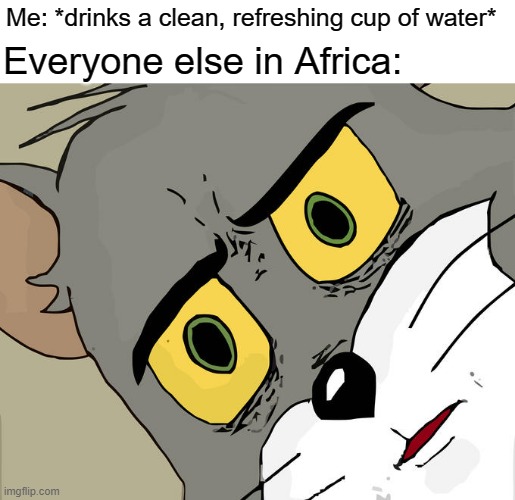 Me: *drinks a clean, refreshing cup of water*
Everyone else in Africa:
imgflip.com